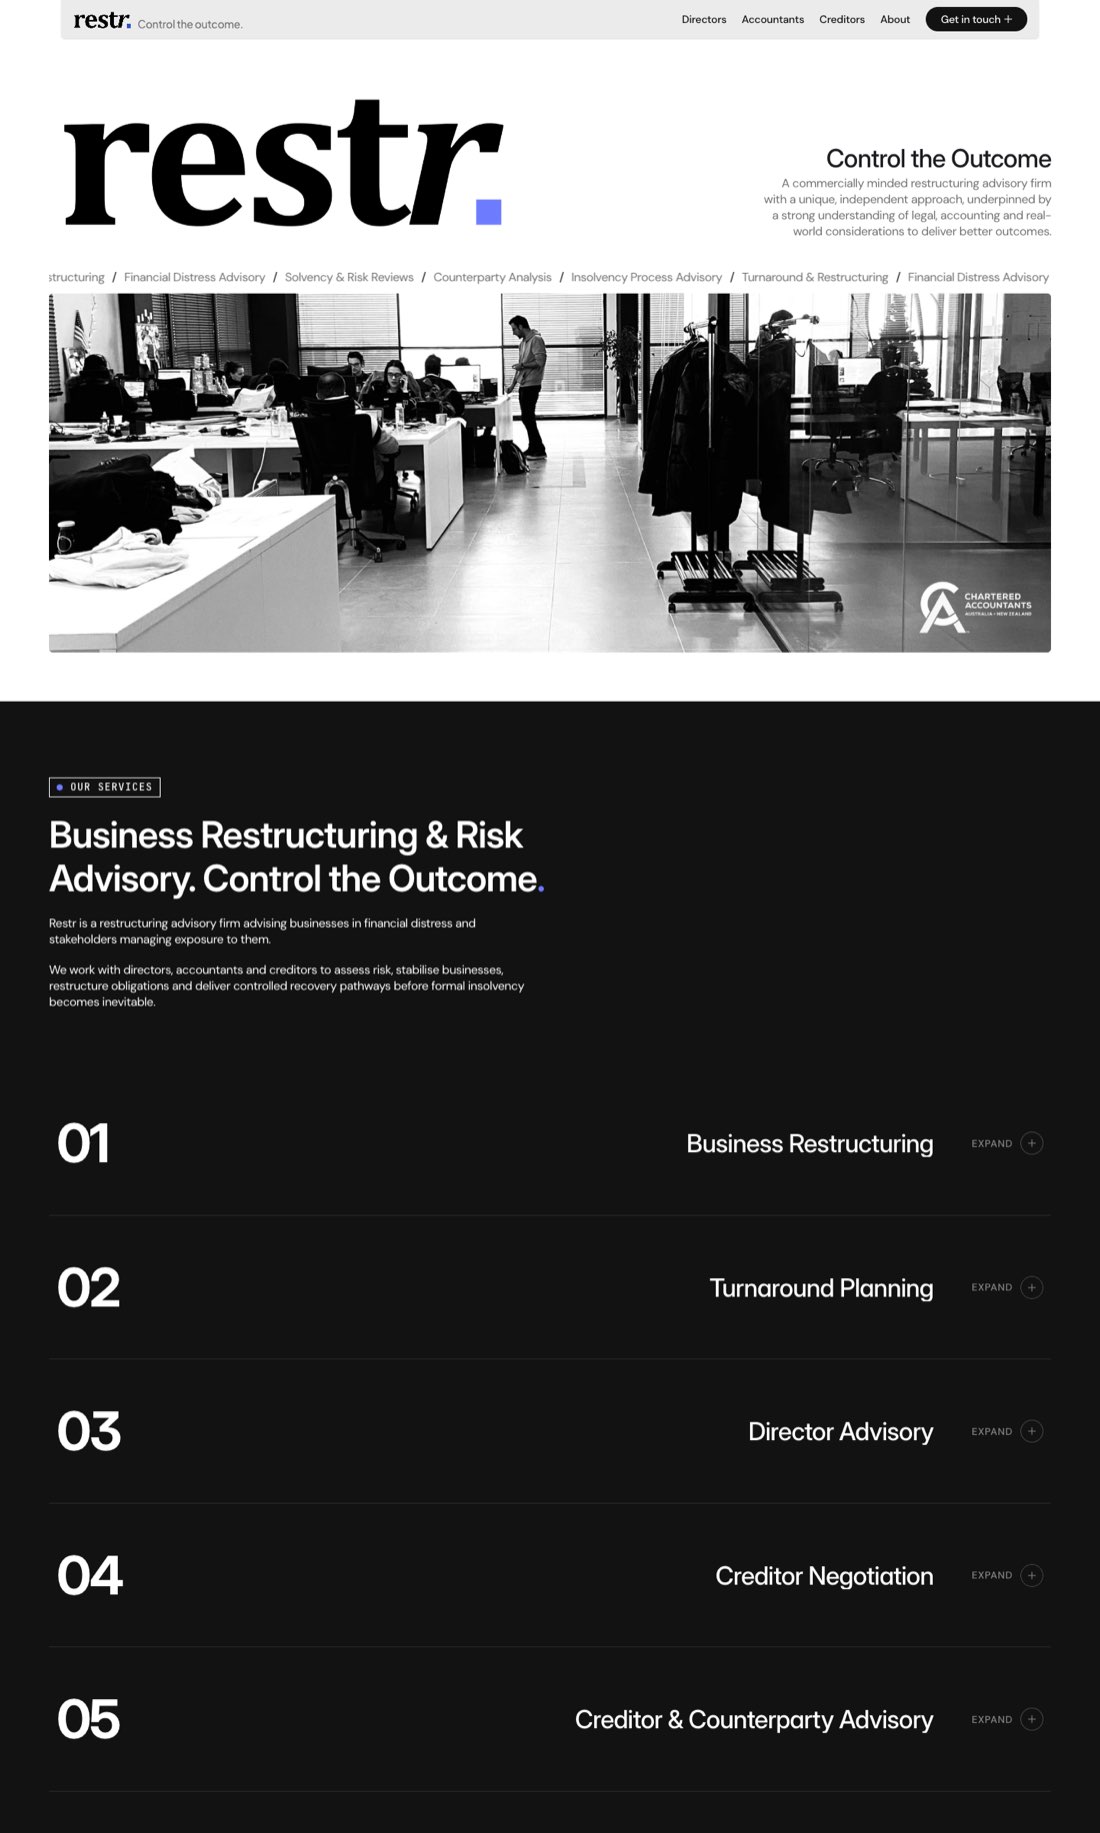 restr.
Control the outcome.
Directors
Accountants
Creditors
About
Get in touch +
restr.
Control the Outcome
A commercially minded restructuring advisory firm
with a unique, independent approach, underpinned by
a strong understanding of legal, accounting and real-
world considerations to deliver better outcomes.
structuring / Financial Distress Advisory / Solvency & Risk Reviews / Counterparty Analysis / Insolvency Process Advisory / Turnaround & Restructuring / Financial Distress Advisory
CA
CHARTERED
ACCOUNTANTS
AUSTRALIA • NEW ZEALAND
OUR SERVICES
Business Restructuring & Risk
Advisory. Control the Outcome.
Restr is a restructuring advisory firm advising businesses in financial distress and
stakeholders managing exposure to them.
We work with directors, accountants and creditors to assess risk, stabilise businesses,
restructure obligations and deliver controlled recovery pathways before formal insolvency
becomes inevitable.
01
Business Restructuring
EXPAND +
02
Turnaround Planning
EXPAND +
03
Director Advisory
EXPAND +
04
Creditor Negotiation
EXPAND +
05
Creditor & Counterparty Advisory
EXPAND +